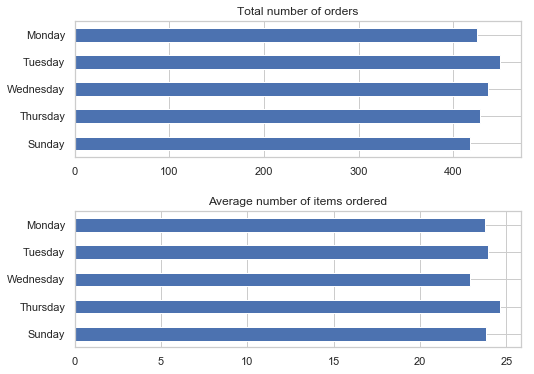 Total number of orders
Monday
Tuesday
Wednesday
Thursday
Sunday
0 100 200 300 400
Average number of items ordered
Monday
Tuesday
Wednesday
Thursday
Sunday
0 5 10 15 20 25